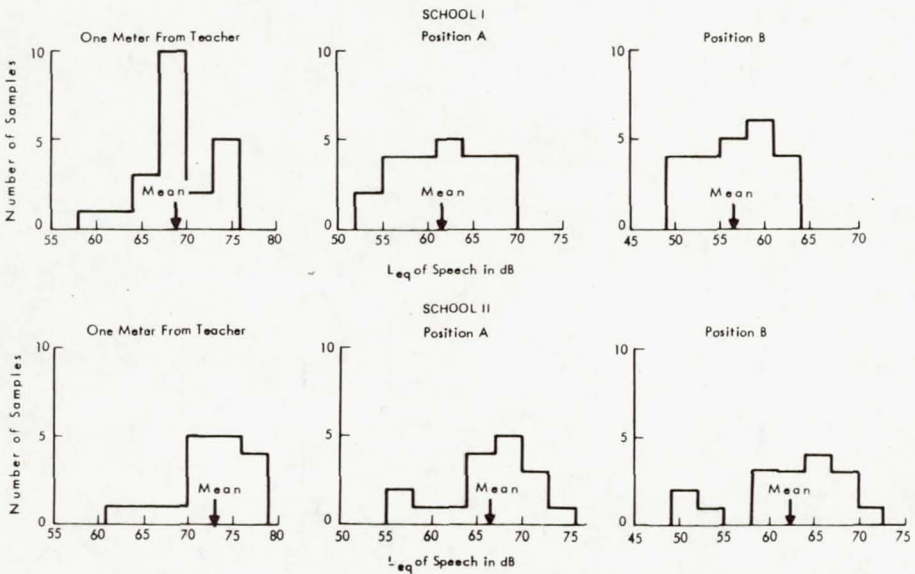 SCHOOL I
One Meter From Teacher
Position A
Position B
Number of Samples
10
5
0
Mean
55 60 65 70 75 80
10
5
0
Mean
50 55 60 65 70 75
10
5
0
Mean
45 50 55 60 65 70
Leq of Speech in dB
SCHOOL II
One Metar From Teacher
Position A
Position B
Number of Samples
10
5
0
Mean
55 60 65 70 75 80
10
5
0
Mean
50 55 60 65 70 75
10
5
0
Mean
45 50 55 60 65 70 75
Leq of Speech in dB